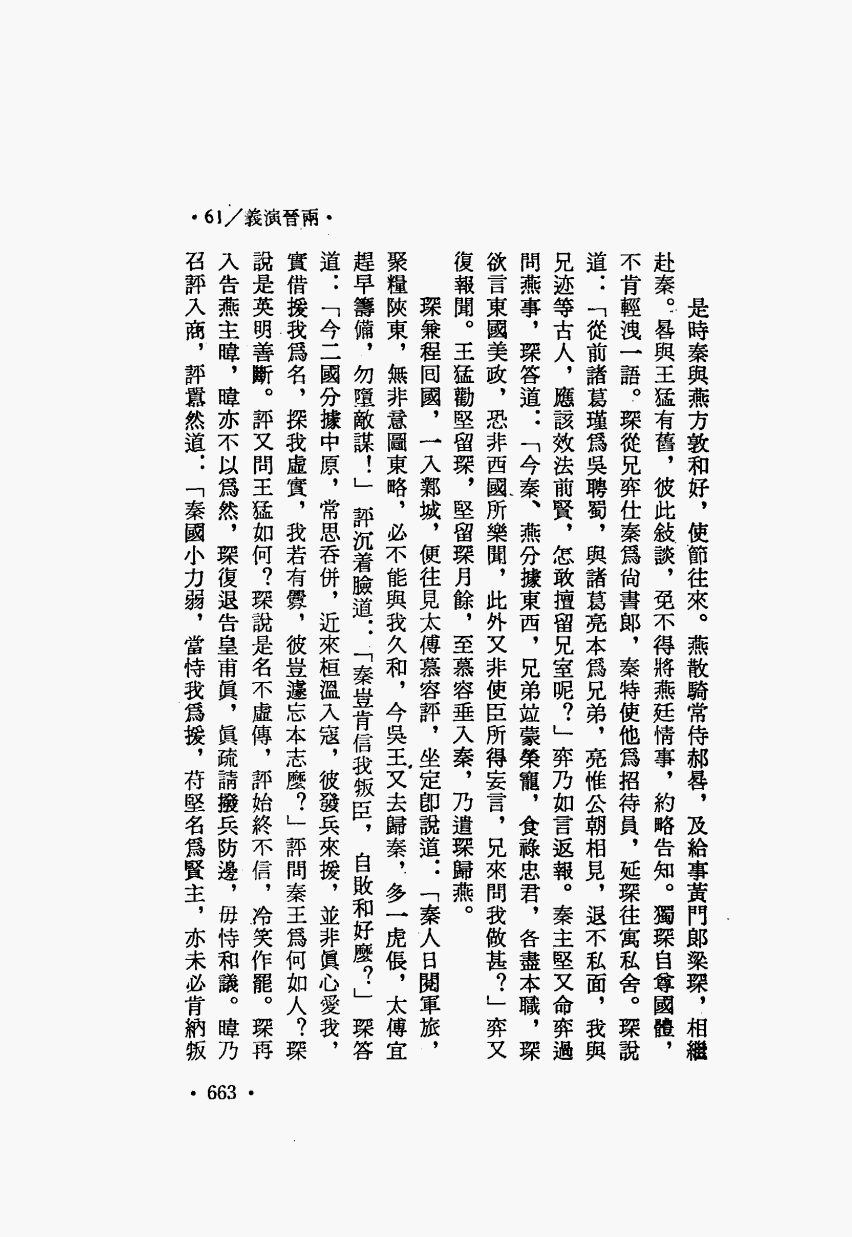 ·61/義演晉兩·
是時秦與燕方敦和好，使節往來。燕散騎常侍郝晷，及給事黃門郎梁琛，相繼
赴秦。晷與王猛有舊，彼此敍談，免不得將燕廷情事，約略告知。獨琛自尊國體，
不肯輕洩一語。琛從兄弈仕秦爲尚書郎，秦特使他爲招待員，延琛往寓私舍。琛說
道：「從前諸葛瑾爲吳聘蜀，與諸葛亮本爲兄弟，亮惟公朝相見，退不私面，我與
兄迹等古人，應該效法前賢，怎敢擅留兄室呢？」弈乃如言返報。秦主堅又命弈過
問燕事，琛答道：「今秦、燕分據東西，兄弟竝蒙榮寵，食祿忠君，各盡本職，琛
欲言東國美政，恐非西國所樂聞，此外又非使臣所得妄言，兄來問我做甚？」弈又
復報聞。王猛勸堅留琛，堅留琛月餘，至慕容垂入秦，乃遣琛歸燕。
琛兼程回國，一入鄴城，便往見太傅慕容評，坐定卽說道：「秦人日閱軍旅，
聚糧陝東，無非意圖東略，必不能與我久和，今吳王又去歸秦，多一虎倀，太傅宜
趕早籌備，勿墮敵謀！」評沉着臉道：「秦豈肯信我叛臣，自敗和好麼？」琛答
道：「今二國分據中原，常思吞併，近來桓溫入寇，彼發兵來援，並非眞心愛我，
實借援我爲名，探我虛實，我若有釁，彼豈遽忘本志麼？」評問秦王爲何如人？琛
說是英明善斷。評又問王猛如何？琛說是名不虛傳，評始終不信，冷笑作罷。琛再
入告燕主暐，暐亦不以爲然，琛復退告皇甫眞，眞疏請撥兵防邊，毋恃和議。暐乃
召評入商，評囂然道：「秦國小力弱，當恃我爲援，苻堅名爲賢主，亦未必肯納叛
·663·